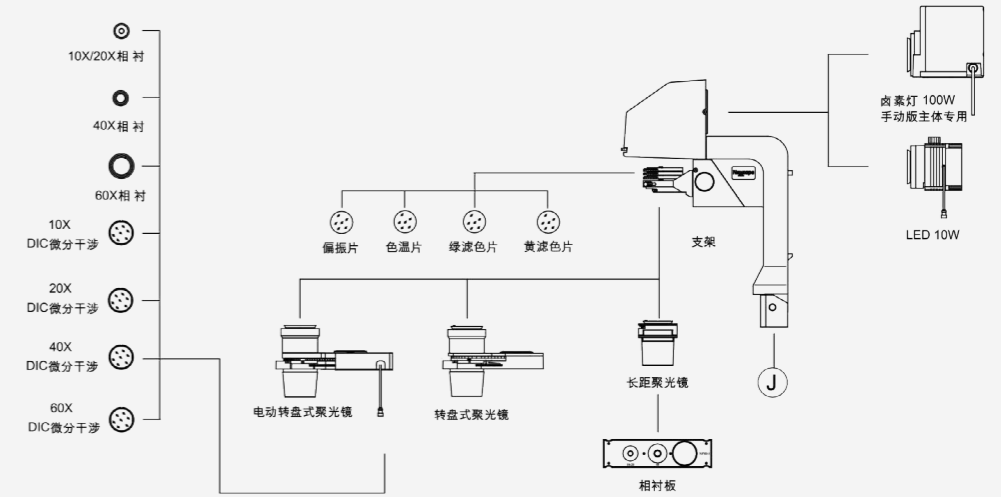 10X/20X相 衬
40X相 衬
60X相 衬
10X
DIC微分干涉
20X
DIC微分干涉
40X
DIC微分干涉
60X
DIC微分干涉
偏振片
色温片
绿滤色片
黄滤色片
支架
卤素灯 100W
手动版主体专用
LED 10W
电动转盘式聚光镜
转盘式聚光镜
长距聚光镜
J
相衬板